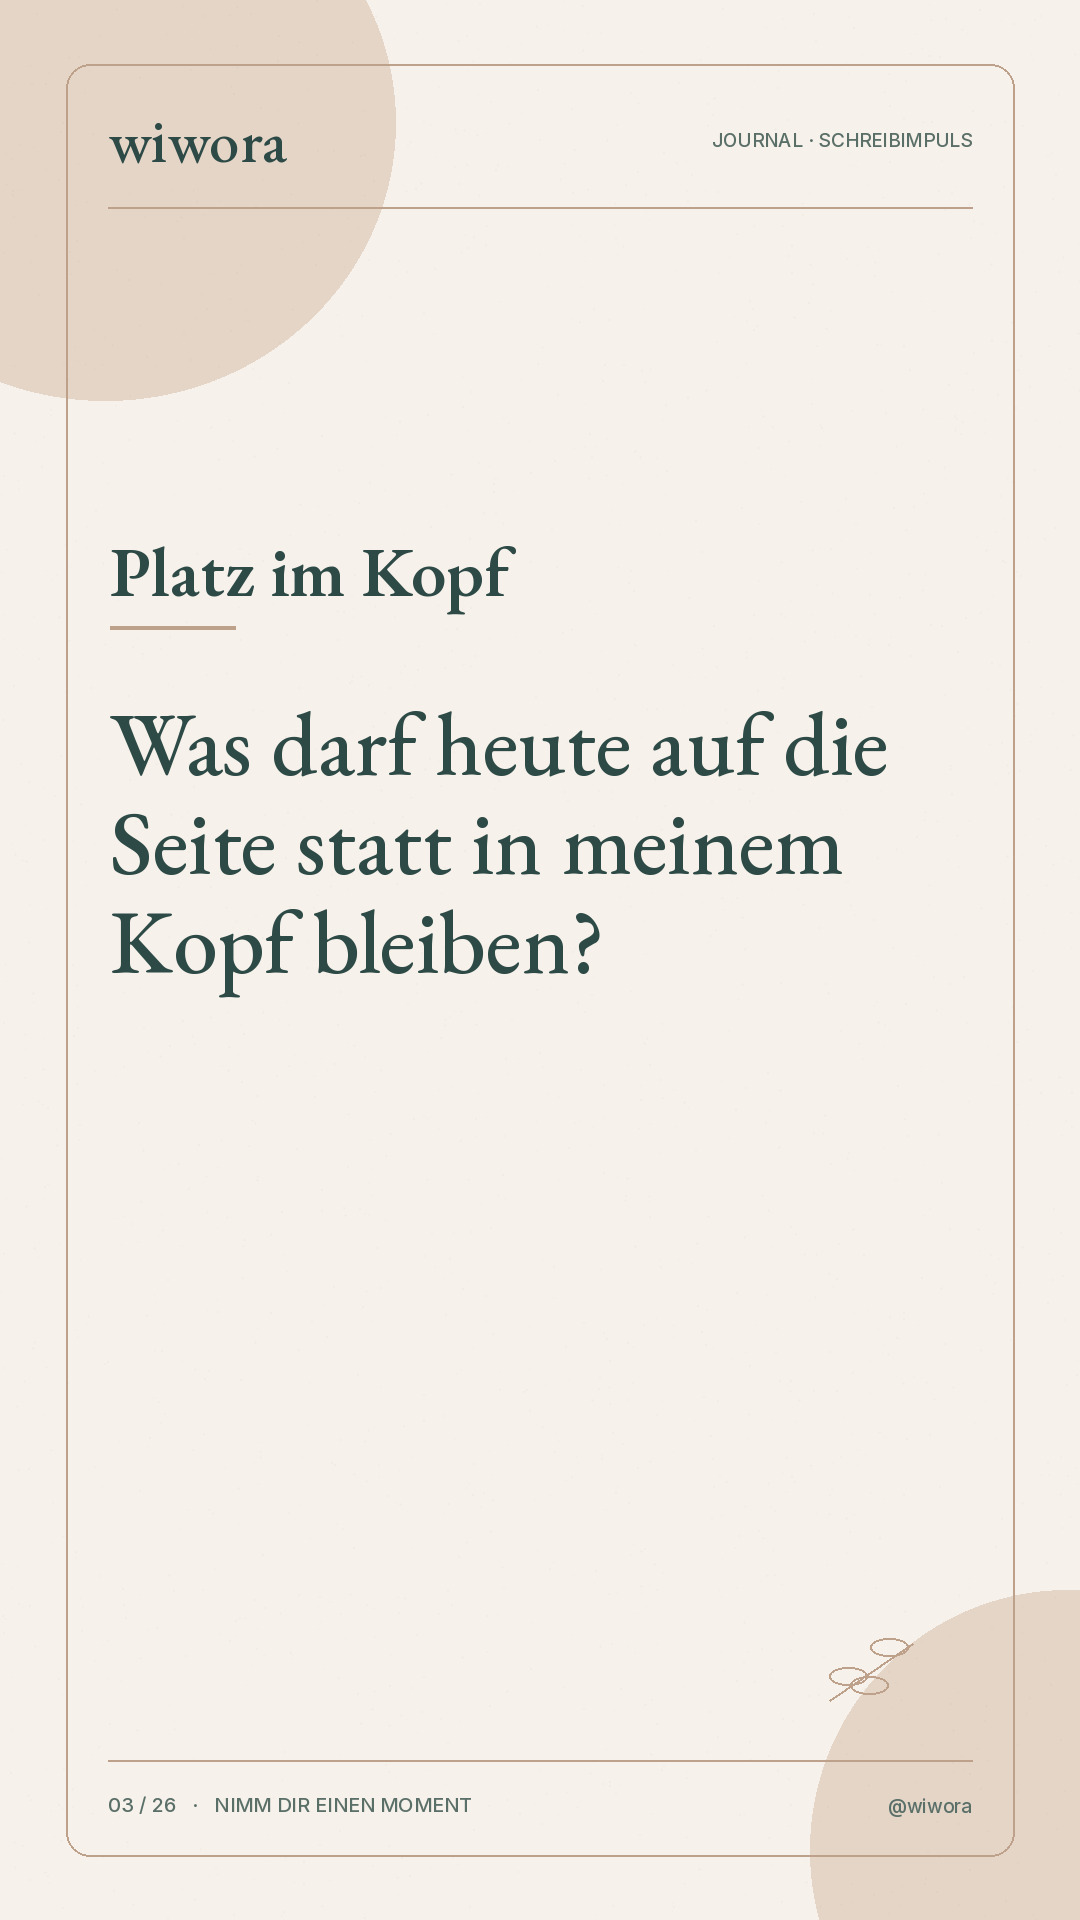 wiwora
JOURNAL · SCHREIBIMPULS
Platz im Kopf
Was darf heute auf die
Seite statt in meinem
Kopf bleiben?
03 / 26 · NIMM DIR EINEN MOMENT
@wiwora